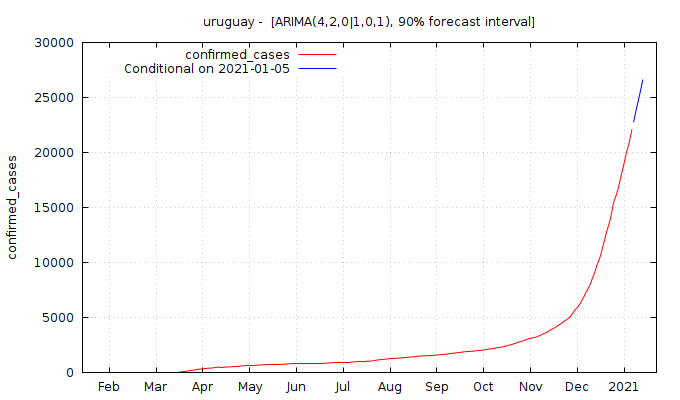 uruguay -  [ARIMA(4,2,0|1,0,1), 90% forecast interval]
confirmed_cases
Conditional on 2021-01-05
confirmed_cases
30000
25000
20000
15000
10000
5000
0
Feb Mar Apr May Jun Jul Aug Sep Oct Nov Dec 2021